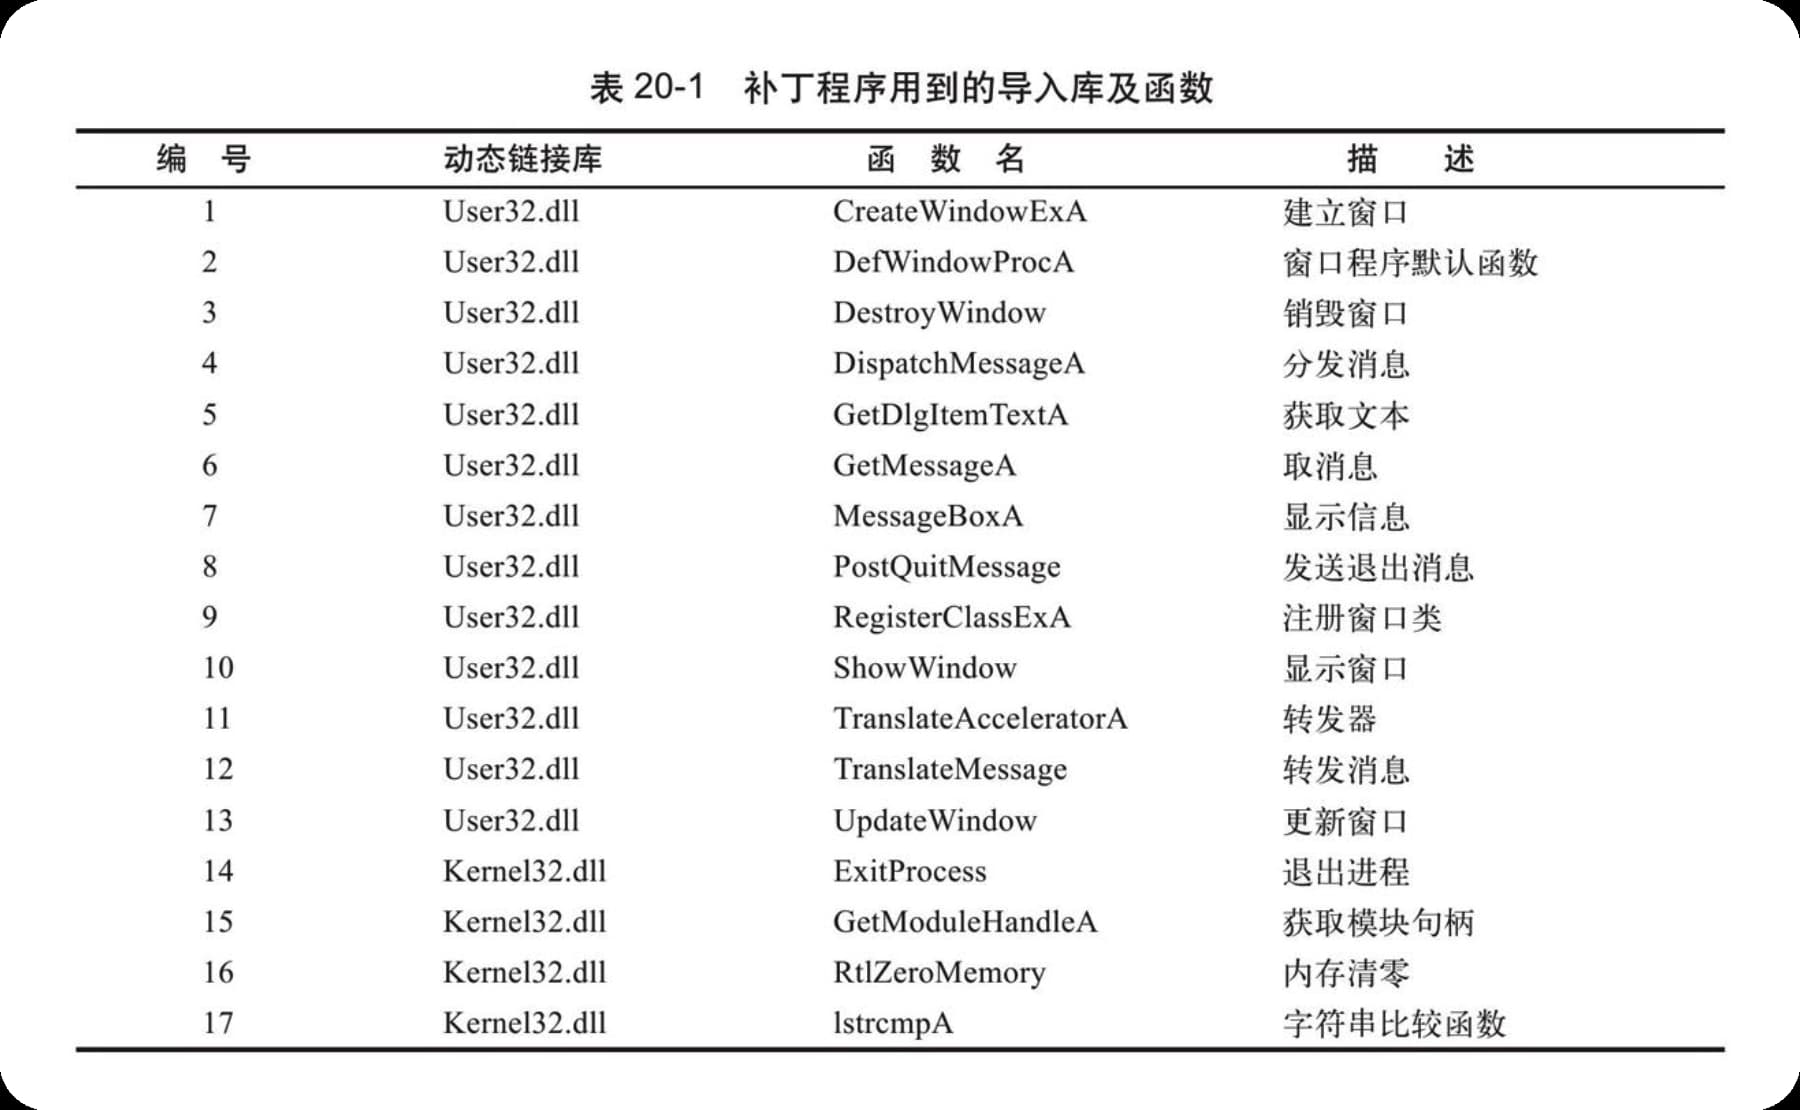 表 20-1 补丁程序用到的导入库及函数
编 号 动态链接库 函 数 名 描 述
1 User32.dll CreateWindowExA 建立窗口
2 User32.dll DefWindowProcA 窗口程序默认函数
3 User32.dll DestroyWindow 销毁窗口
4 User32.dll DispatchMessageA 分发消息
5 User32.dll GetDlgItemTextA 获取文本
6 User32.dll GetMessageA 取消息
7 User32.dll MessageBoxA 显示信息
8 User32.dll PostQuitMessage 发送退出消息
9 User32.dll RegisterClassExA 注册窗口类
10 User32.dll ShowWindow 显示窗口
11 User32.dll TranslateAcceleratorA 转发器
12 User32.dll TranslateMessage 转发消息
13 User32.dll UpdateWindow 更新窗口
14 Kernel32.dll ExitProcess 退出进程
15 Kernel32.dll GetModuleHandleA 获取模块句柄
16 Kernel32.dll RtlZeroMemory 内存清零
17 Kernel32.dll lstrcmpA 字符串比较函数